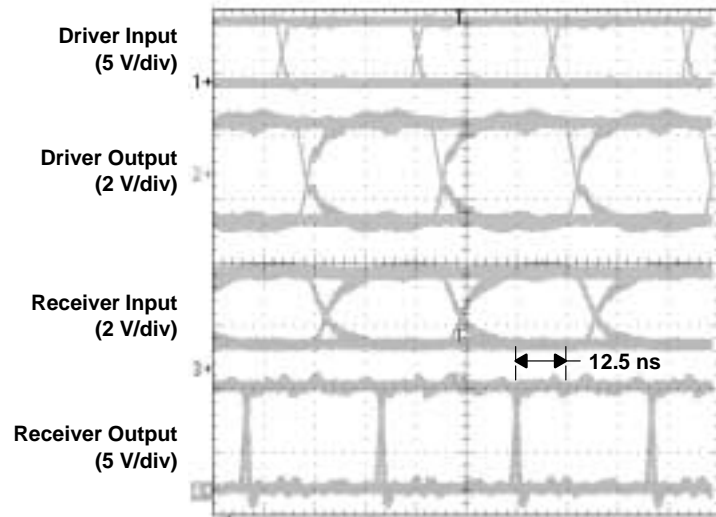 Driver Input
(5 V/div)
1
Driver Output
(2 V/div)
2
Receiver Input
(2 V/div)
12.5 ns
3
Receiver Output
(5 V/div)